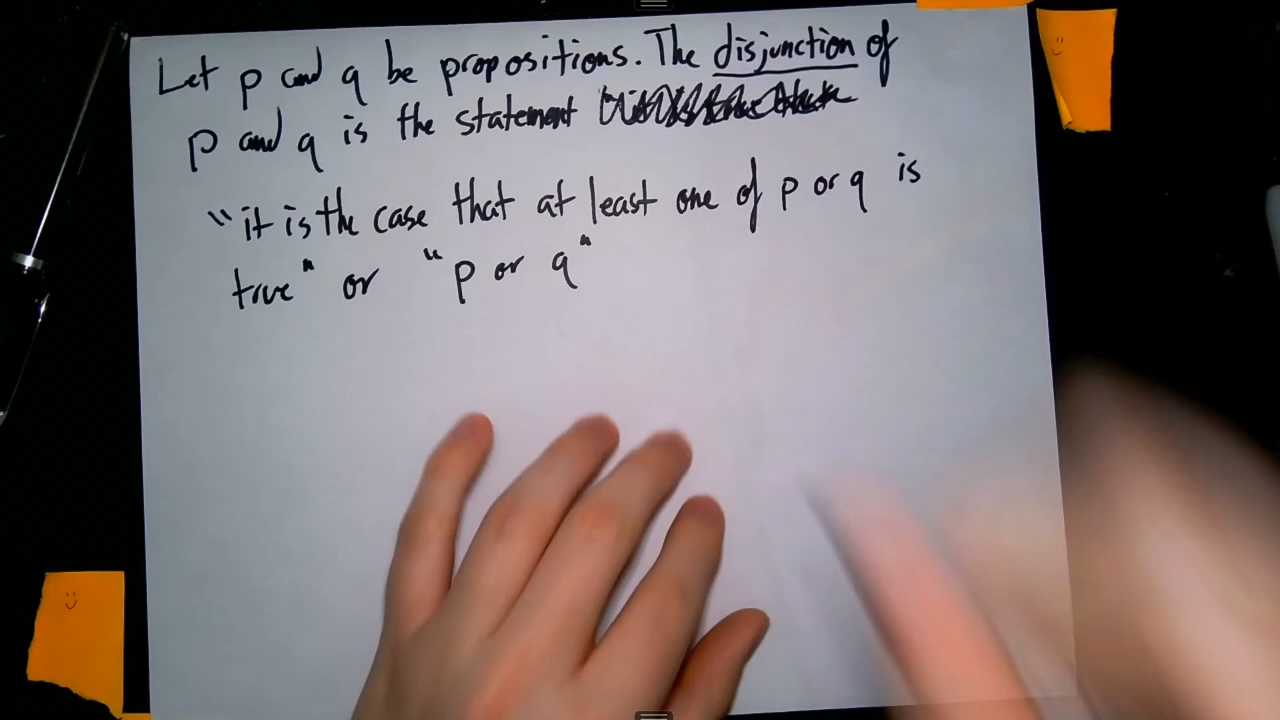 Let p and q be propositions. The disjunction of
p and q is the statement
"it is the case that at least one of p or q is
true" or "p or q"